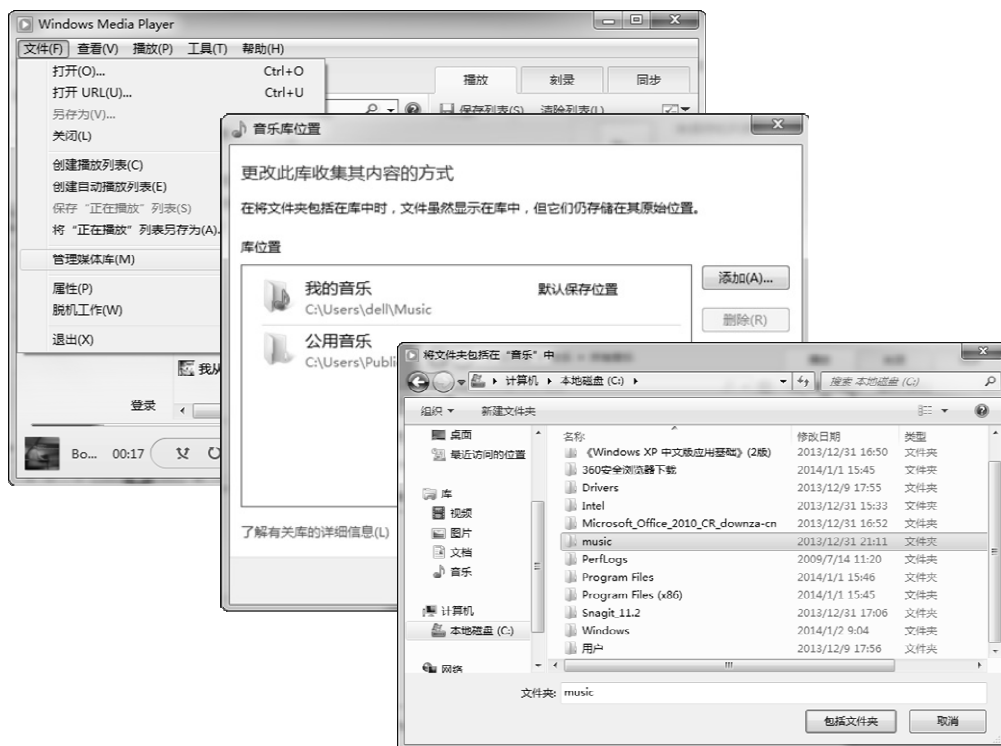 Windows Media Player
文件(F) 查看(V) 播放(P) 工具(T) 帮助(H)
打开(O)... Ctrl+O
打开 URL(U)... Ctrl+U
另存为(V)...
关闭(L)
创建播放列表(C)
创建自动播放列表(E)
保存“正在播放”列表(S)
将“正在播放”列表另存为(A)...
管理媒体库(M)
属性(P)
脱机工作(W)
退出(X)
播放 刻录 同步
保存列表(S) 清除列表(L)
我从
登录
Bo... 00:17
音乐库位置
更改此库收集其内容的方式
在将文件夹包括在库中时，文件虽然显示在库中，但它们仍存储在其原始位置。
库位置
我的音乐 默认保存位置
C:\Users\dell\Music
公用音乐
C:\Users\Publi
添加(A)...
删除(R)
了解有关库的详细信息(L)
将文件夹包括在“音乐”中
计算机 本地磁盘 (C:) 搜索 本地磁盘 (C:)
组织 新建文件夹
桌面
最近访问的位置
库
视频
图片
文档
音乐
计算机
本地磁盘 (C:)
网络
名称 修改日期 类型
《Windows XP 中文版应用基础》(2版) 2013/12/31 16:50 文件夹
360安全浏览器下载 2014/1/1 15:45 文件夹
Drivers 2013/12/9 17:55 文件夹
Intel 2013/12/31 15:33 文件夹
Microsoft_Office_2010_CR_downza-cn 2013/12/31 16:52 文件夹
music 2013/12/31 21:11 文件夹
PerfLogs 2009/7/14 11:20 文件夹
Program Files 2014/1/1 15:46 文件夹
Program Files (x86) 2014/1/1 15:45 文件夹
Snagit_11.2 2013/12/31 17:06 文件夹
Windows 2014/1/2 9:04 文件夹
用户 2013/12/9 17:56 文件夹
文件夹: music
包括文件夹 取消